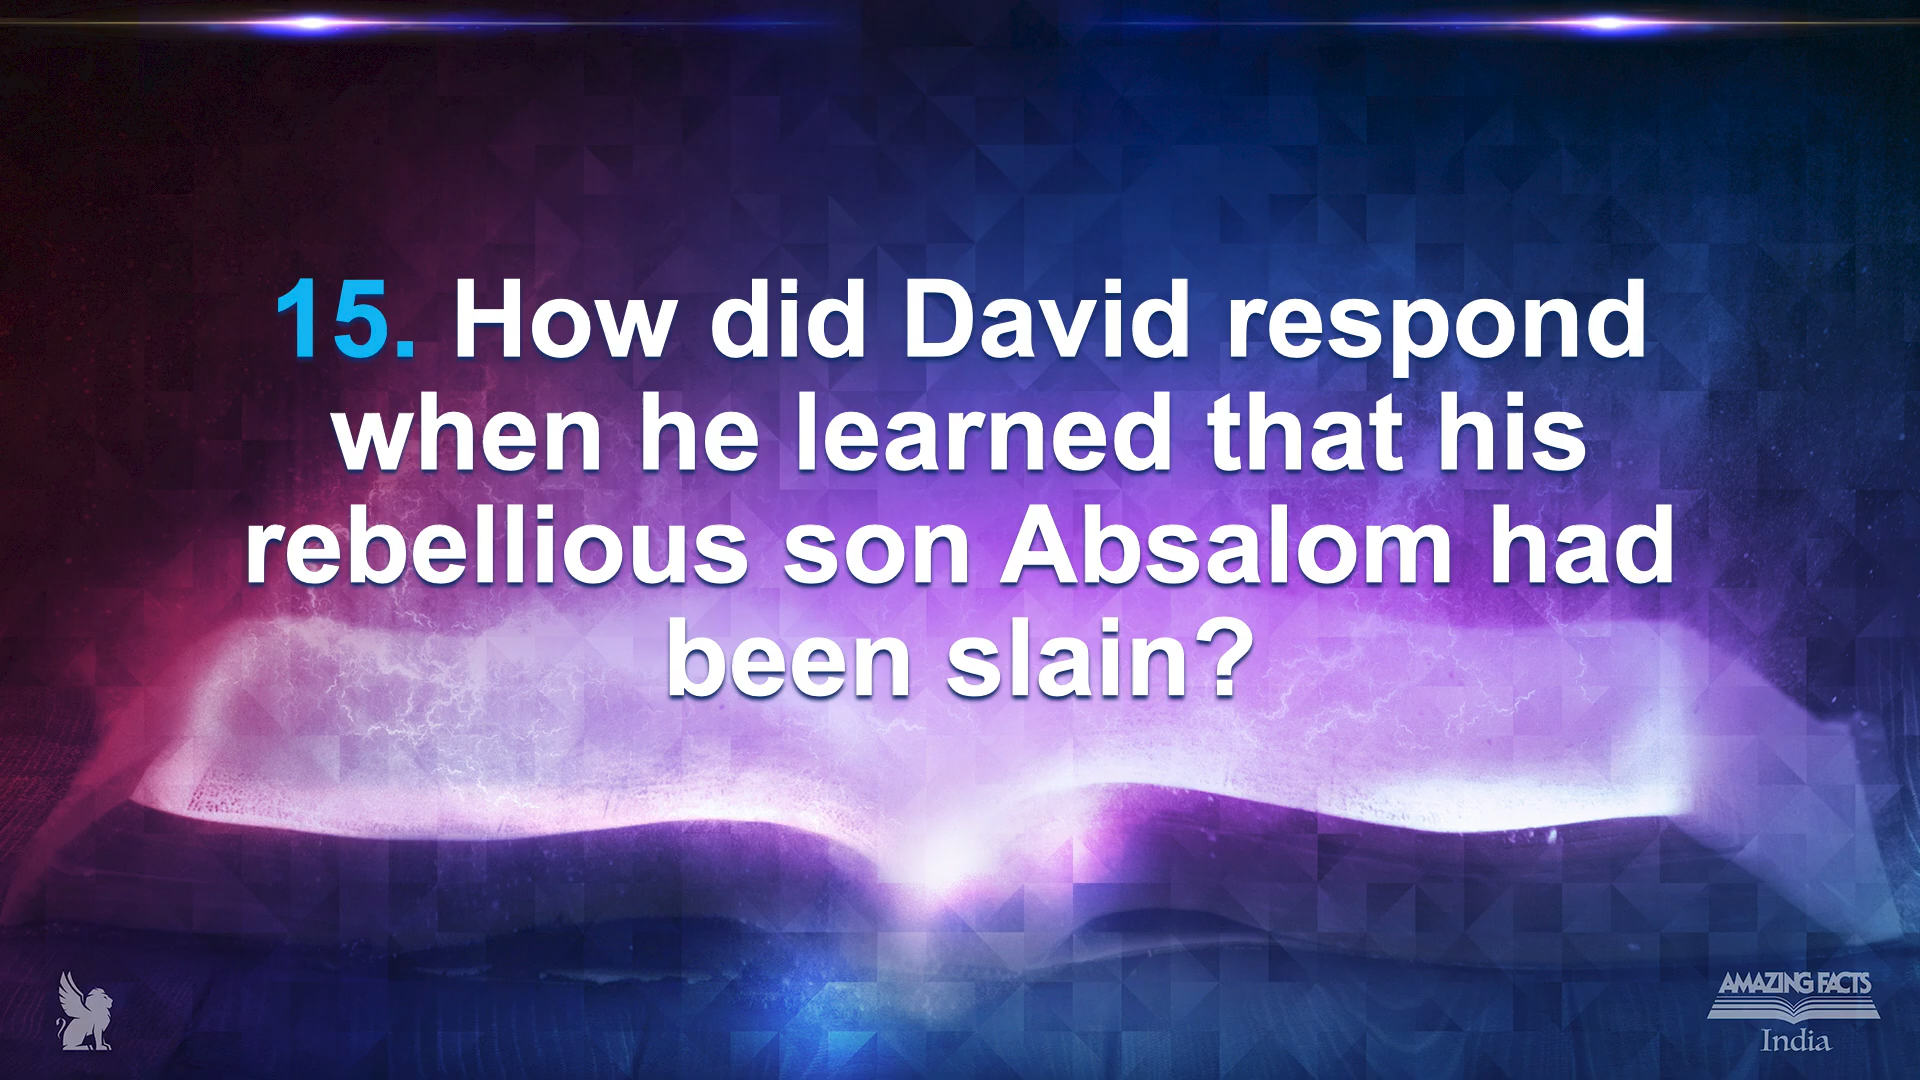 15. How did David respond
when he learned that his
rebellious son Absalom had
been slain?
AMAZING FACTS
India